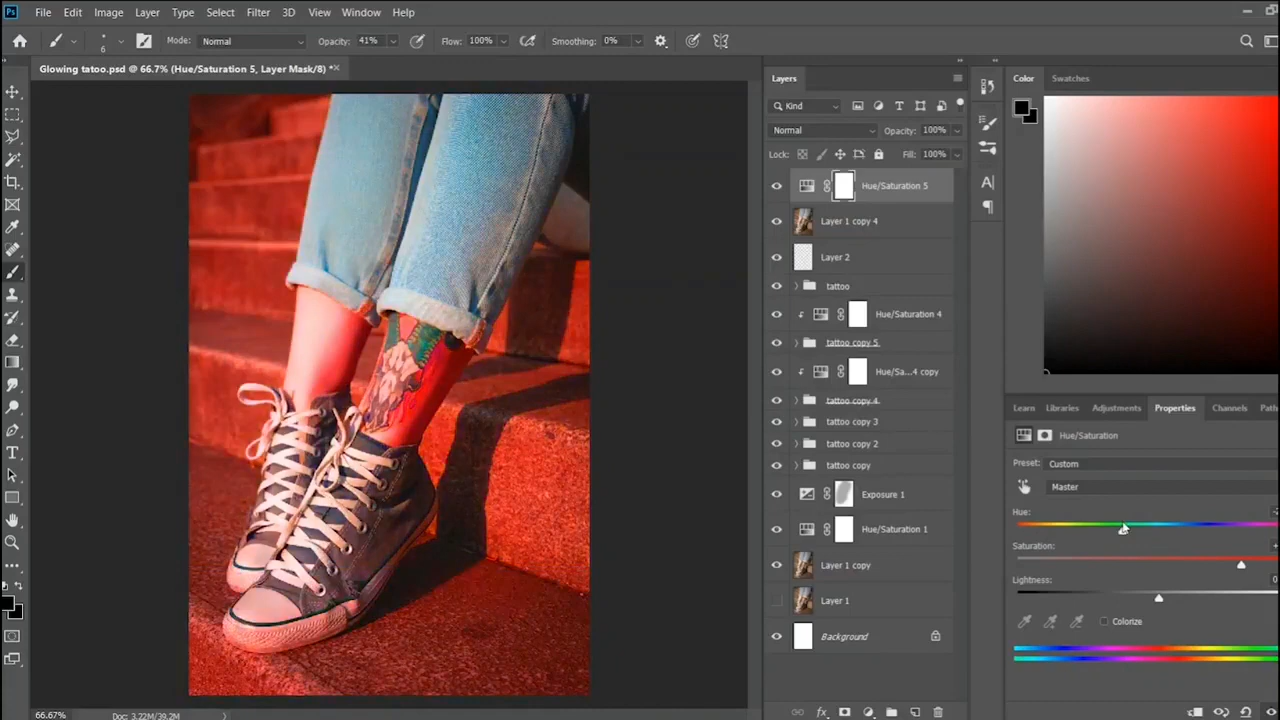 Ps File Edit Image Layer Type Select Filter 3D View Window Help
6 Mode: Normal Opacity: 41% Flow: 100% Smoothing: 0%
Glowing tatoo.psd @ 66.7% (Hue/Saturation 5, Layer Mask/8) *
Layers
Color Swatches
Kind
Normal Opacity: 100%
Lock: Fill: 100%
Hue/Saturation 5
Layer 1 copy 4
Layer 2
tattoo
Hue/Saturation 4
tattoo copy 5
Hue/Sa...4 copy
tattoo copy 4
tattoo copy 3
tattoo copy 2
tattoo copy
Exposure 1
Hue/Saturation 1
Layer 1 copy
Layer 1
Background
Learn Libraries Adjustments Properties Channels Path
Hue/Saturation
Preset: Custom
Master
Hue:
Saturation:
Lightness: 0
Colorize
66.67% Doc: 3.22M/39.2M
fx